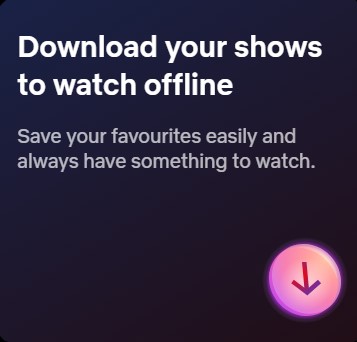 Download your shows
to watch offline
Save your favourites easily and
always have something to watch.